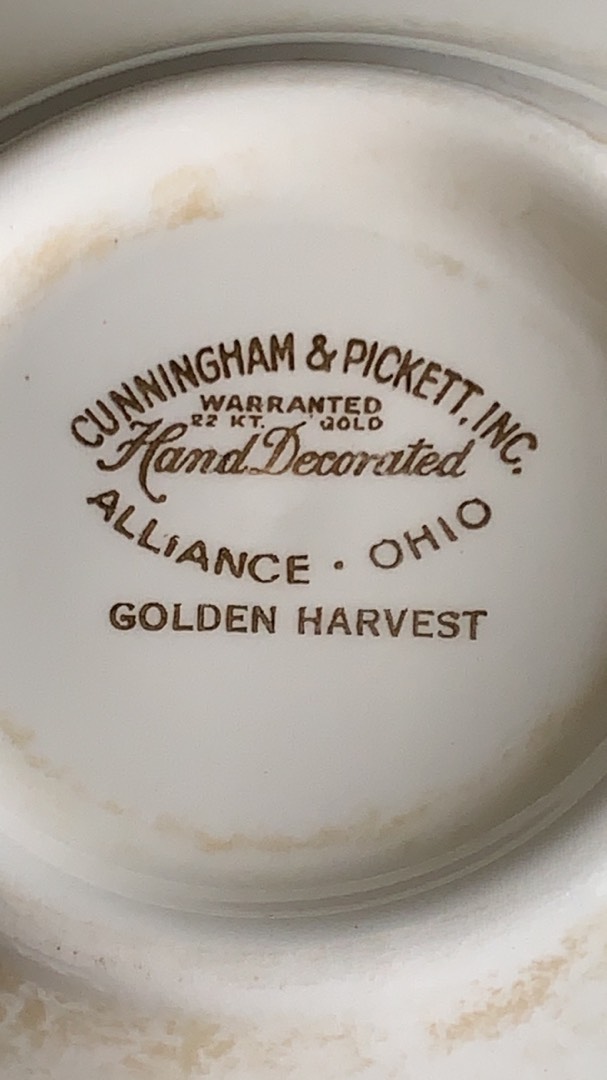 CUNNINGHAM & PICKETT, INC.
WARRANTED
22 KT. GOLD
Hand Decorated
ALLIANCE · OHIO
GOLDEN HARVEST